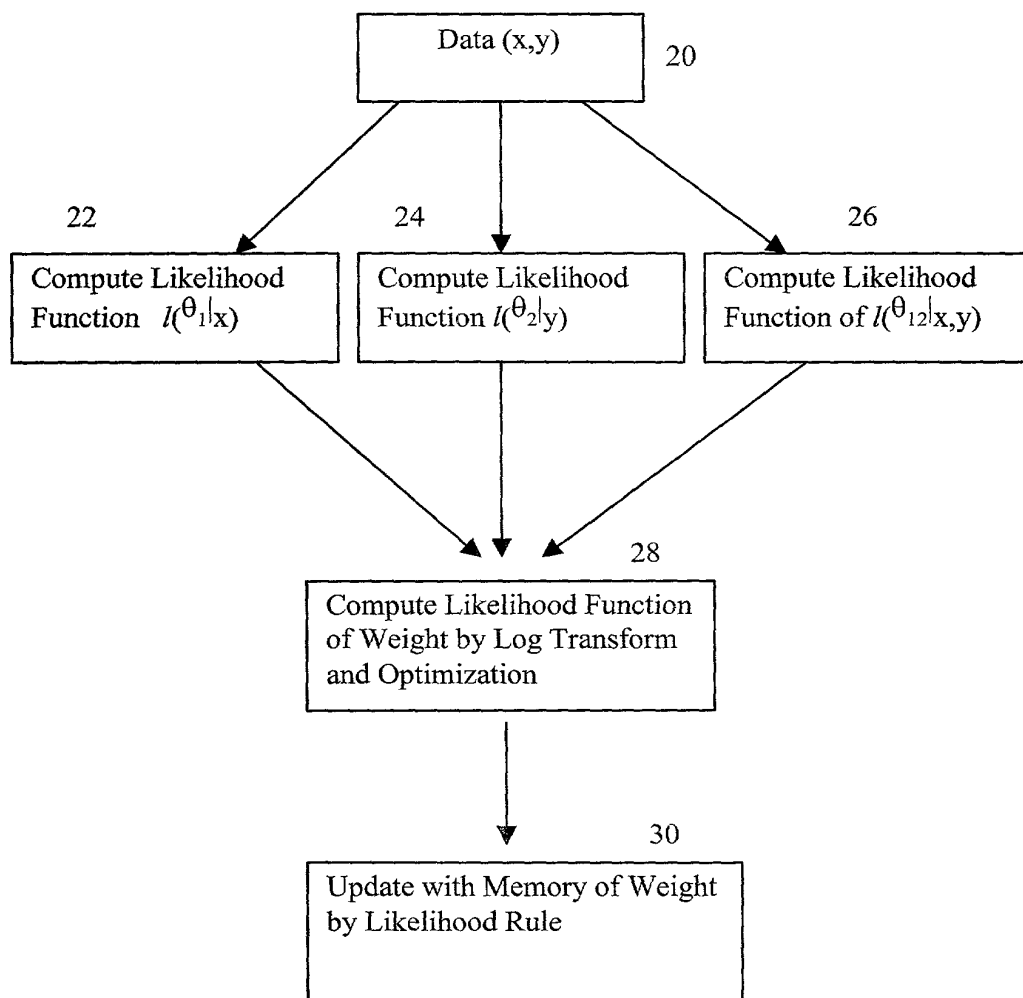 Data (x,y)
20
22
24
26
Compute Likelihood
Function l(θ1|x)
Compute Likelihood
Function l(θ2|y)
Compute Likelihood
Function of l(θ12|x,y)
28
Compute Likelihood Function
of Weight by Log Transform
and Optimization
30
Update with Memory of Weight
by Likelihood Rule